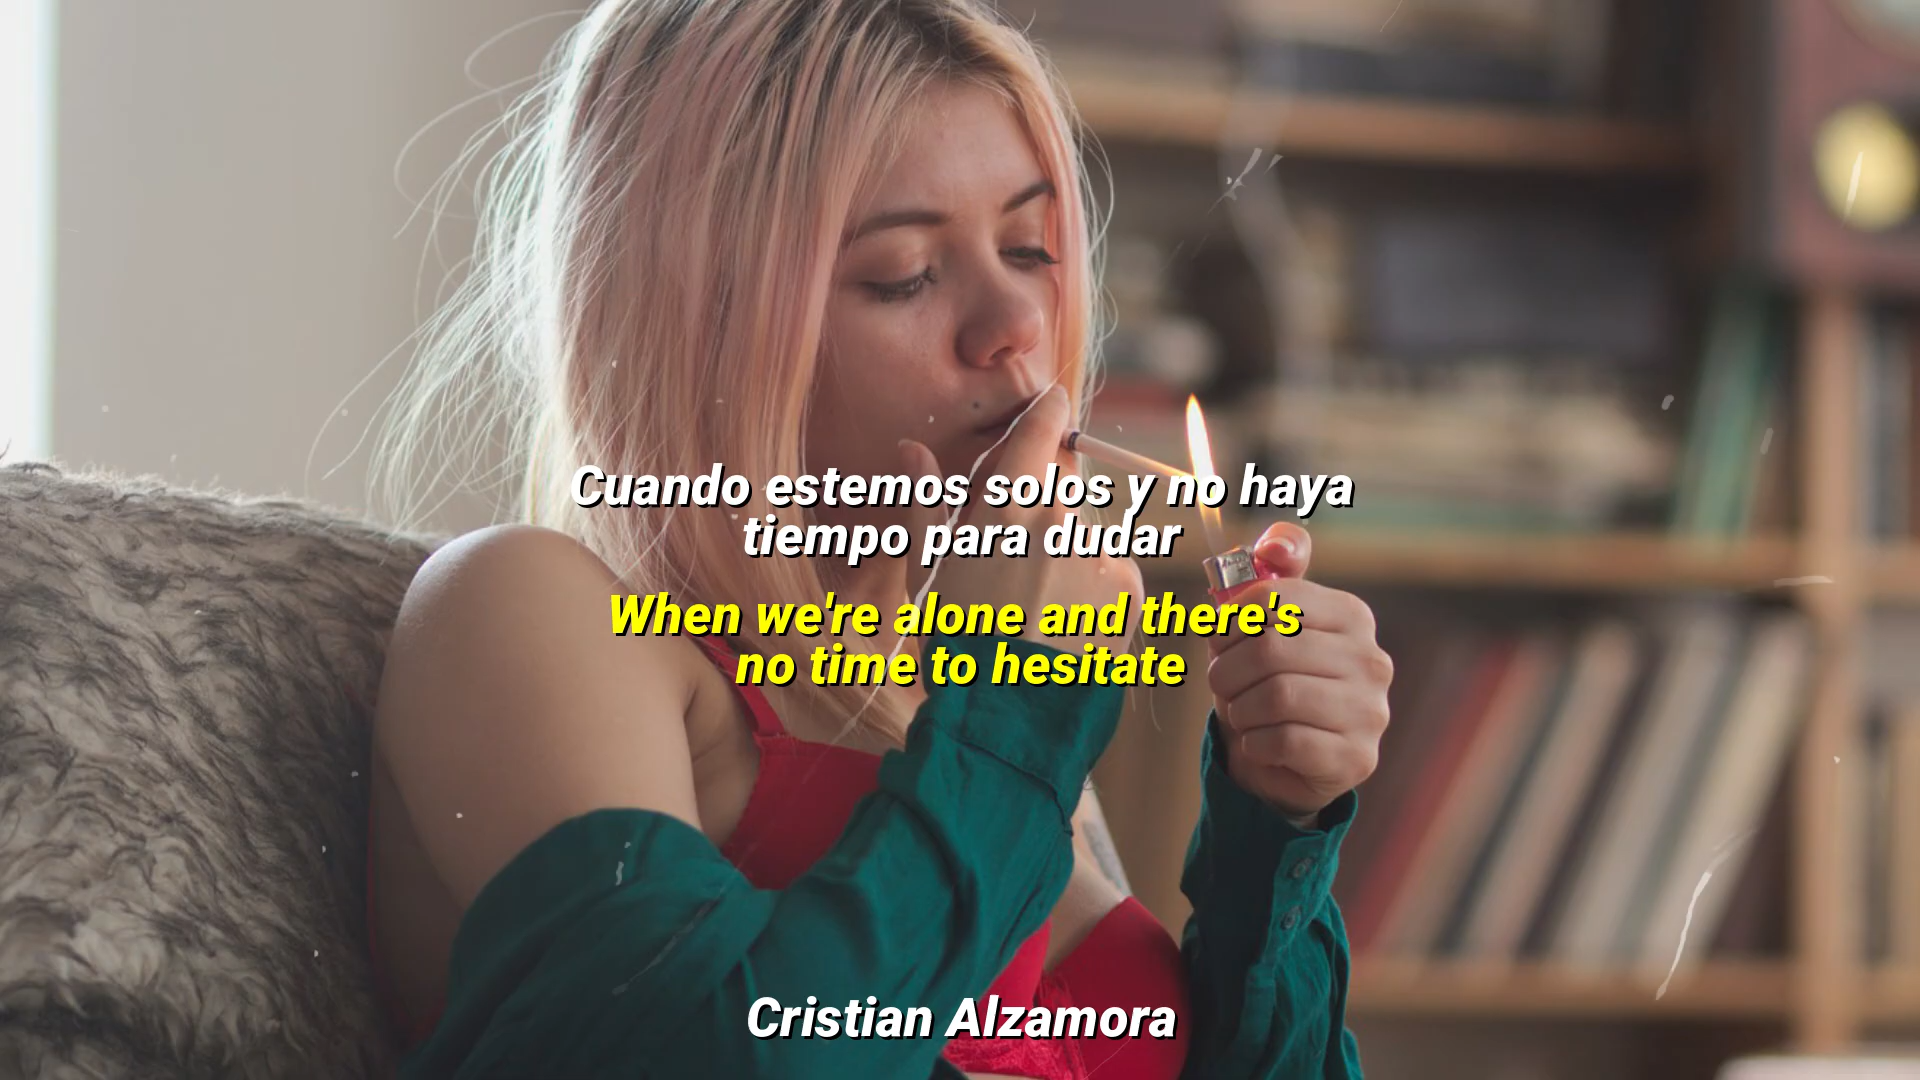 Cuando estemos solos y no haya
tiempo para dudar
When we're alone and there's
no time to hesitate
Cristian Alzamora